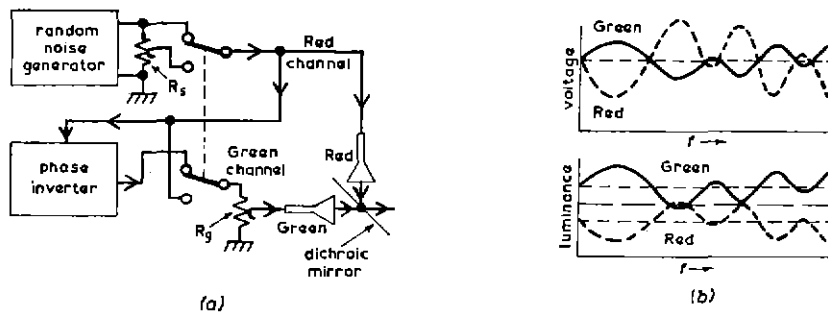 random
noise
generator
Rs
Red
channel
phase
inverter
Green
channel
Rg
Red
Green
dichroic
mirror
(a)
voltage
Green
Red
f →
luminance
Green
Red
f →
(b)